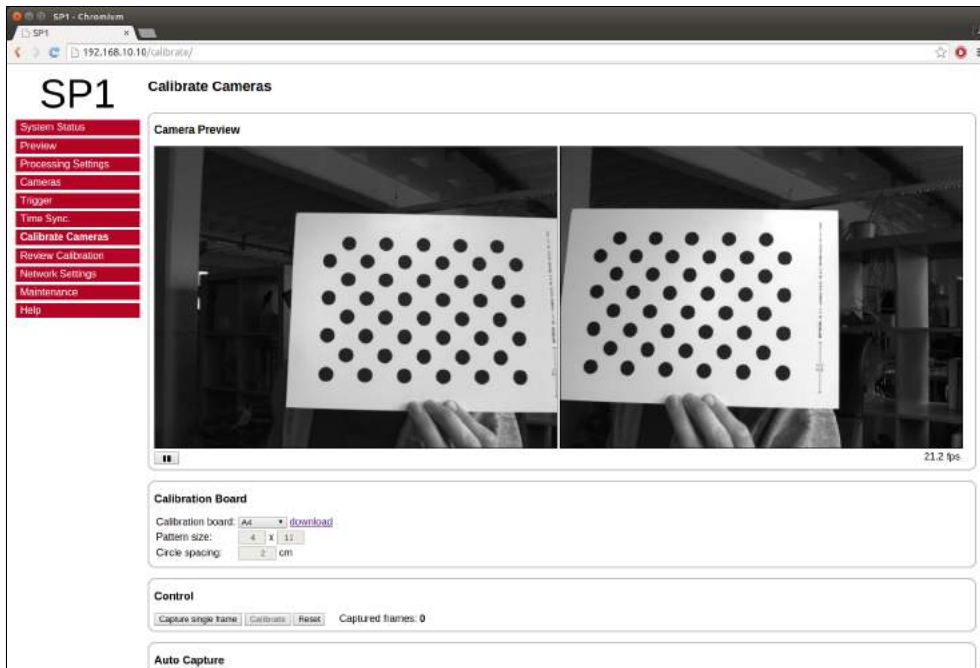 SP1 - Chromium
SP1
192.168.10.10/calibrate/
SP1
System Status
Preview
Processing Settings
Cameras
Trigger
Time Sync.
Calibrate Cameras
Review Calibration
Network Settings
Maintenance
Help
Calibrate Cameras
Camera Preview
21.2 fps
Calibration Board
Calibration board: A4 download
Pattern size: 4 x 11
Circle spacing: 2 cm
Control
Capture single frame Calibrate Reset Captured frames: 0
Auto Capture